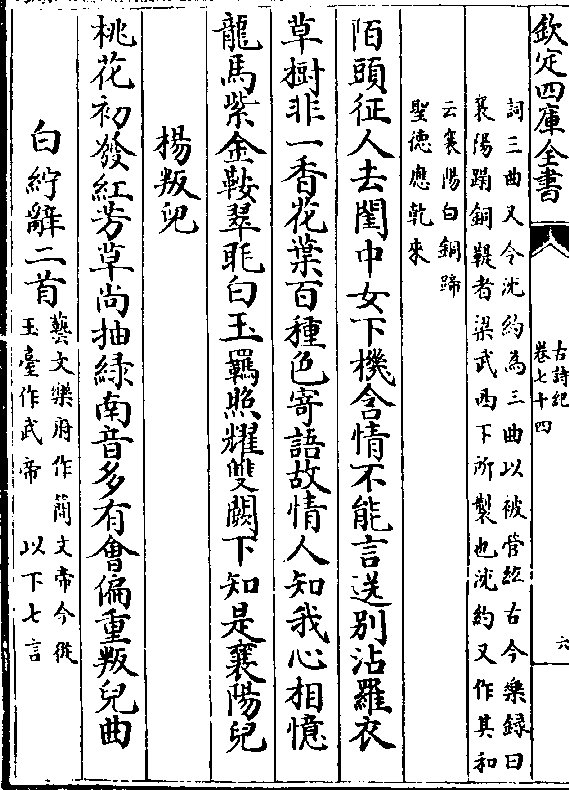 欽定四庫全書
古詩紀
卷七十四
六
詞三曲又令沈約為三曲以被管絃古今樂録曰
襄陽蹋銅鞮者梁武西下所製也沈約又作其和
云襄陽白銅蹄
聖德應乾來
陌頭征人去閨中女下機含情不能言送别沾羅衣
草樹非一香花葉百種色寄語故情人知我心相憶
龍馬紫金鞍翠眊白玉羈照耀雙闕下知是襄陽兒
楊叛兒
桃花初發紅芳草尚抽緑南音多有會偏重叛兒曲
白紵辭二首
藝文樂府作簡文帝今從
玉臺作武帝 以下七言